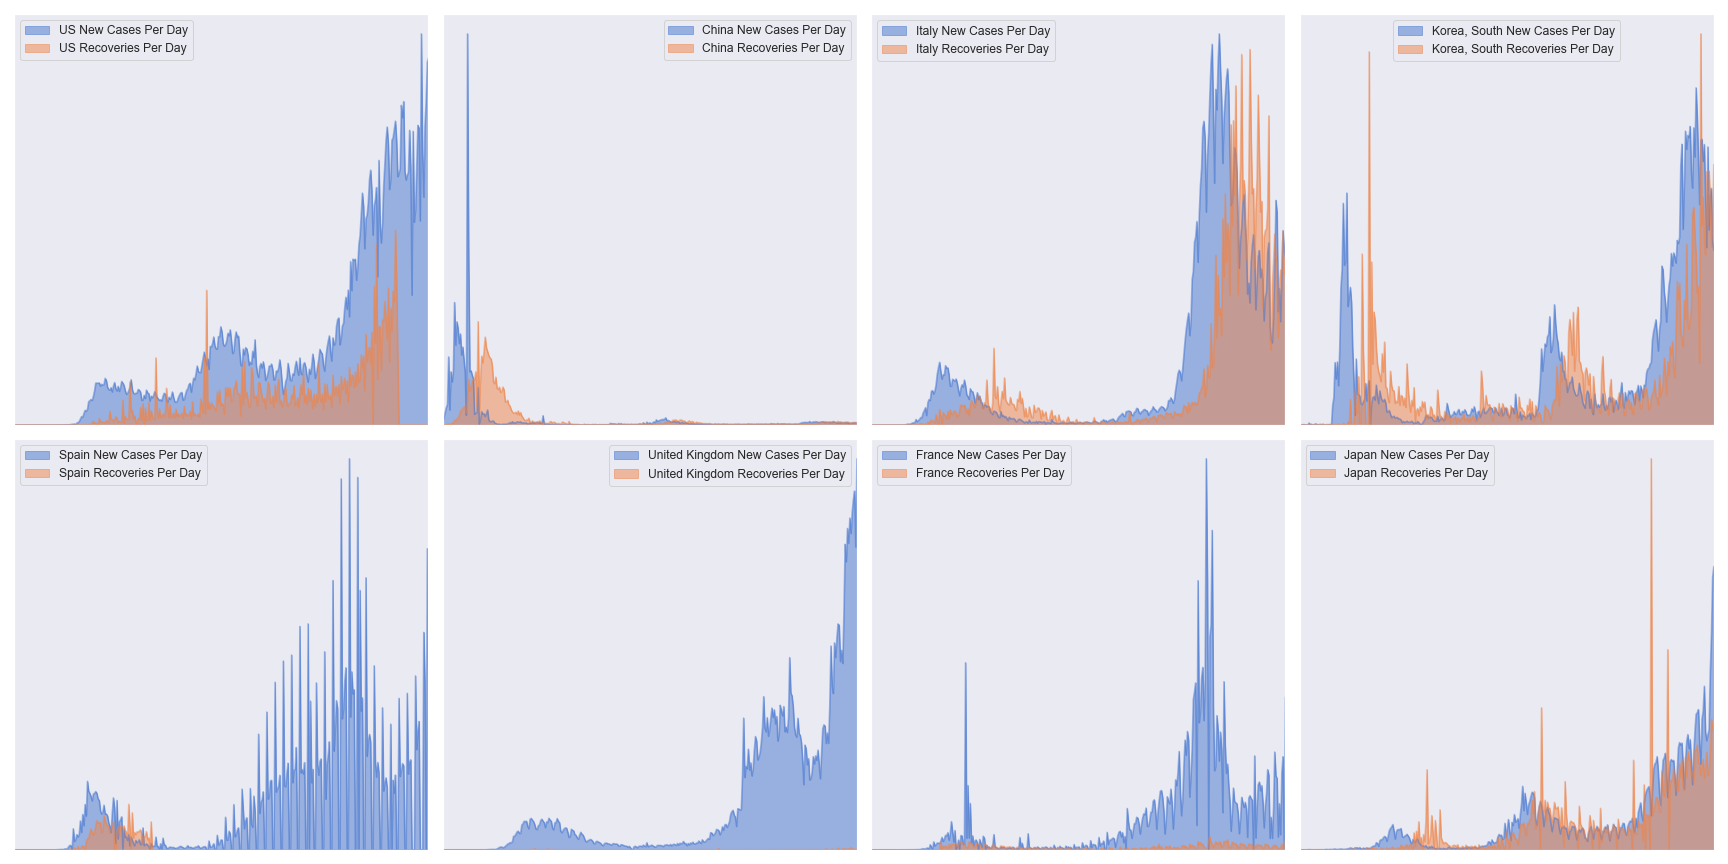 US New Cases Per Day
US Recoveries Per Day
China New Cases Per Day
China Recoveries Per Day
Italy New Cases Per Day
Italy Recoveries Per Day
Korea, South New Cases Per Day
Korea, South Recoveries Per Day
Spain New Cases Per Day
Spain Recoveries Per Day
United Kingdom New Cases Per Day
United Kingdom Recoveries Per Day
France New Cases Per Day
France Recoveries Per Day
Japan New Cases Per Day
Japan Recoveries Per Day